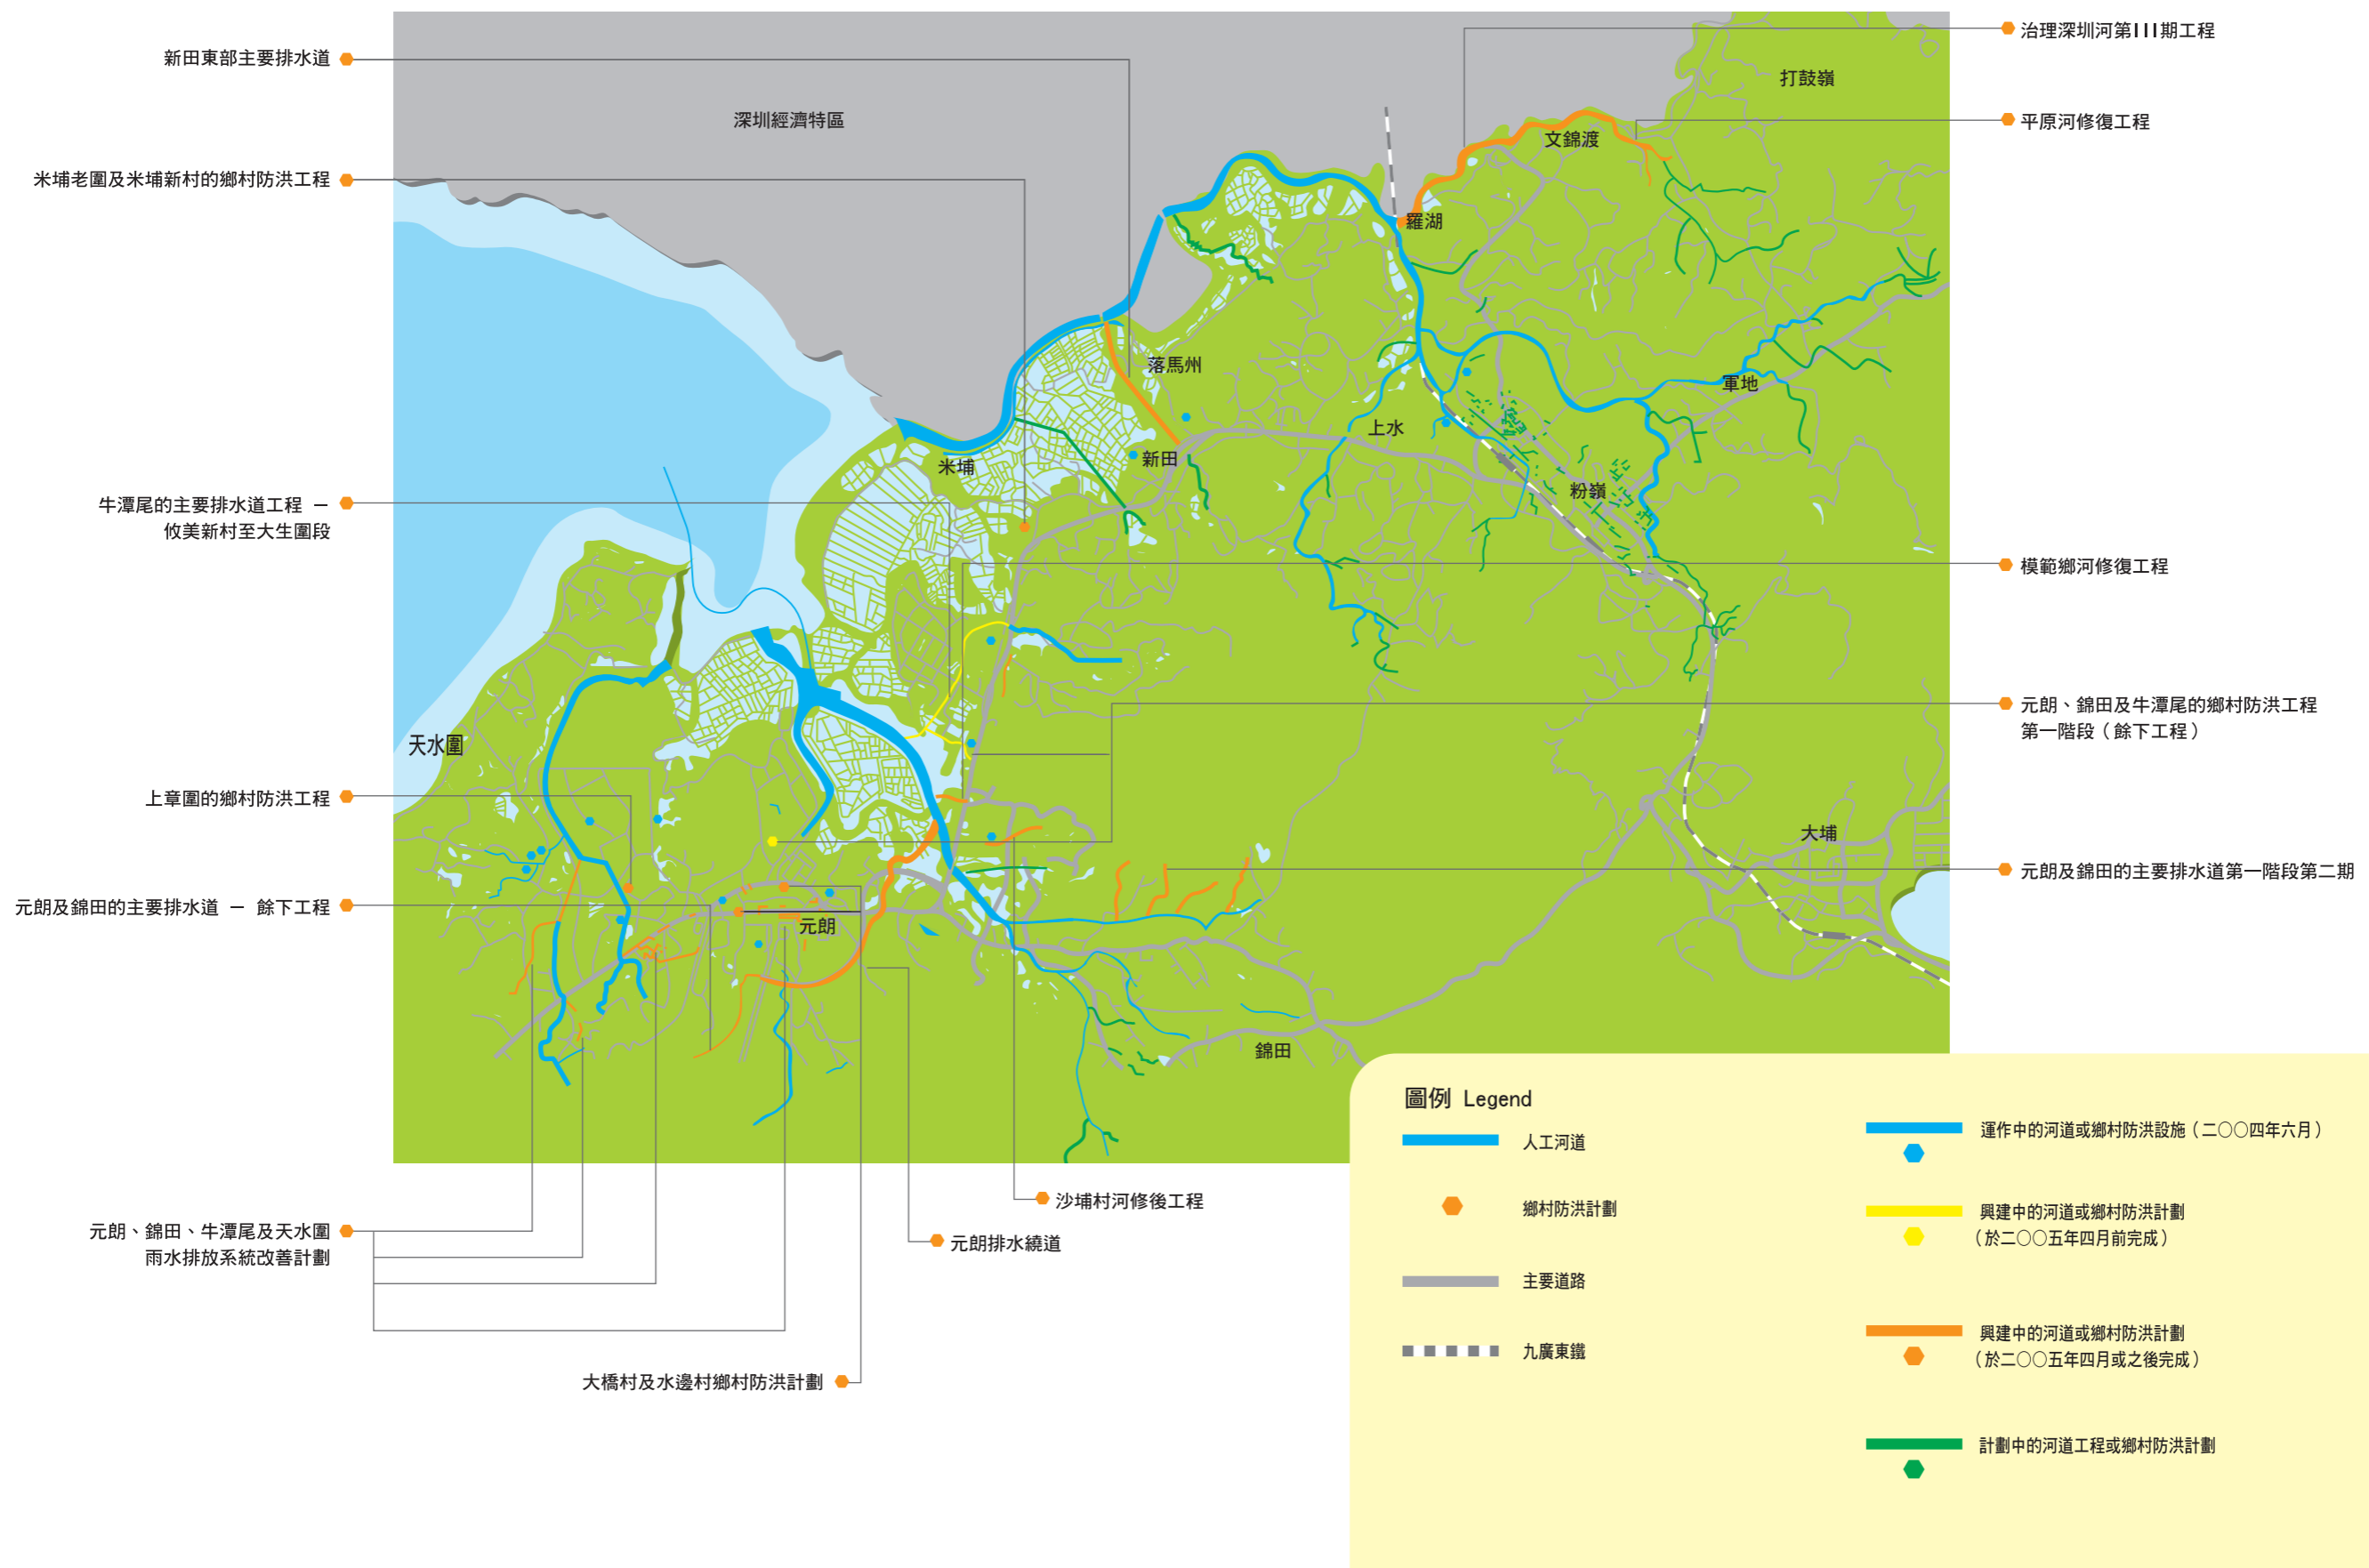 新田東部主要排水道
米埔老圍及米埔新村的鄉村防洪工程
牛潭尾的主要排水道工程 –
攸美新村至大生圍段
上章圍的鄉村防洪工程
元朗及錦田的主要排水道 – 餘下工程
元朗、錦田、牛潭尾及天水圍
雨水排放系統改善計劃
深圳經濟特區
打鼓嶺
文錦渡
羅湖
落馬州
軍地
上水
米埔
新田
粉嶺
天水圍
大埔
元朗
錦田
治理深圳河第III期工程
平原河修復工程
模範鄉河修復工程
元朗、錦田及牛潭尾的鄉村防洪工程
第一階段（餘下工程）
元朗及錦田的主要排水道第一階段第二期
沙埔村河修後工程
元朗排水繞道
大橋村及水邊村鄉村防洪計劃
圖例 Legend
人工河道
鄉村防洪計劃
主要道路
九廣東鐵
運作中的河道或鄉村防洪設施（二〇〇四年六月）
興建中的河道或鄉村防洪計劃
（於二〇〇五年四月前完成）
興建中的河道或鄉村防洪計劃
（於二〇〇五年四月或之後完成）
計劃中的河道工程或鄉村防洪計劃